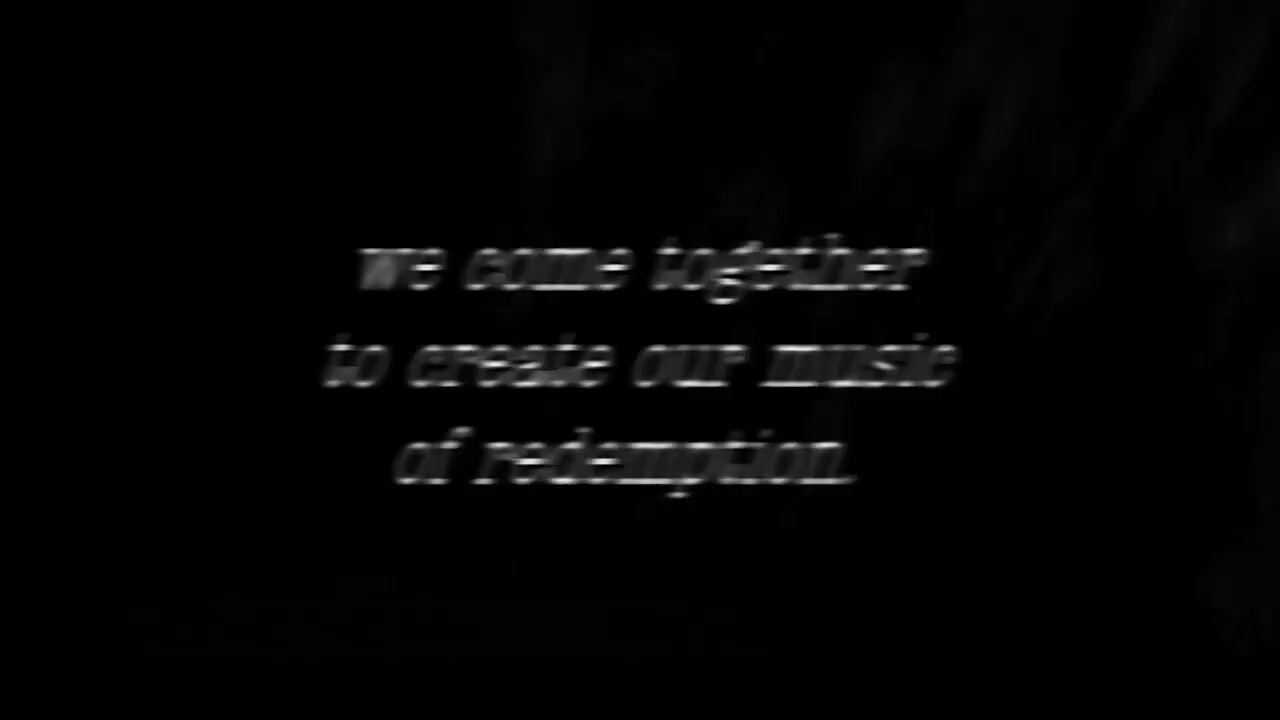 we come together
to create our music
of redemption.